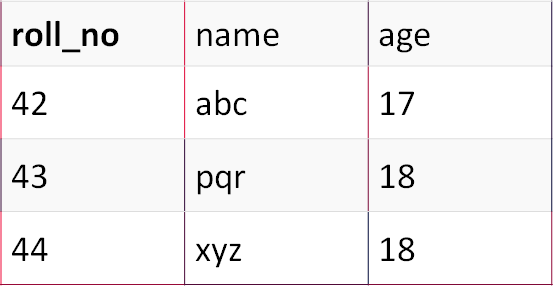 roll_no name age
42 abc 17
43 pqr 18
44 xyz 18